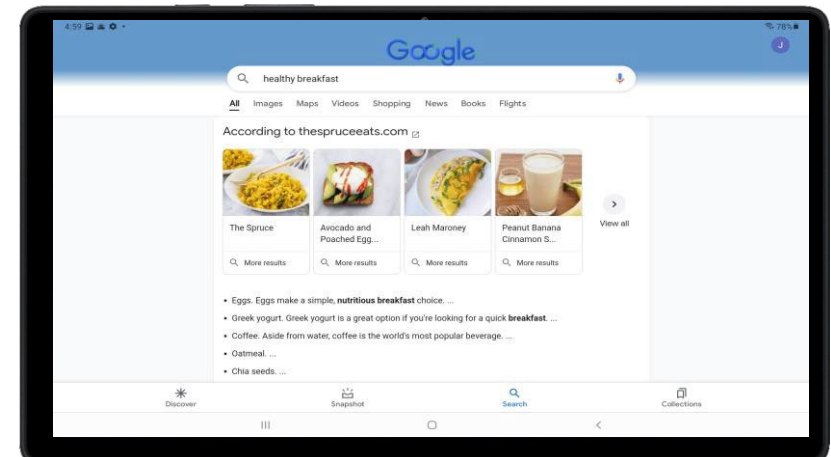 4:59
78%
Google
J
healthy breakfast
All Images Maps Videos Shopping News Books Flights
According to thespruceeats.com
The Spruce
Avocado and
Poached Egg...
Leah Maroney
Peanut Banana
Cinnamon S...
View all
More results More results More results More results
• Eggs. Eggs make a simple, nutritious breakfast choice. ...
• Greek yogurt. Greek yogurt is a great option if you're looking for a quick breakfast. ...
• Coffee. Aside from water, coffee is the world's most popular beverage. ...
• Oatmeal. ...
• Chia seeds. ...
Discover Snapshot Search Collections